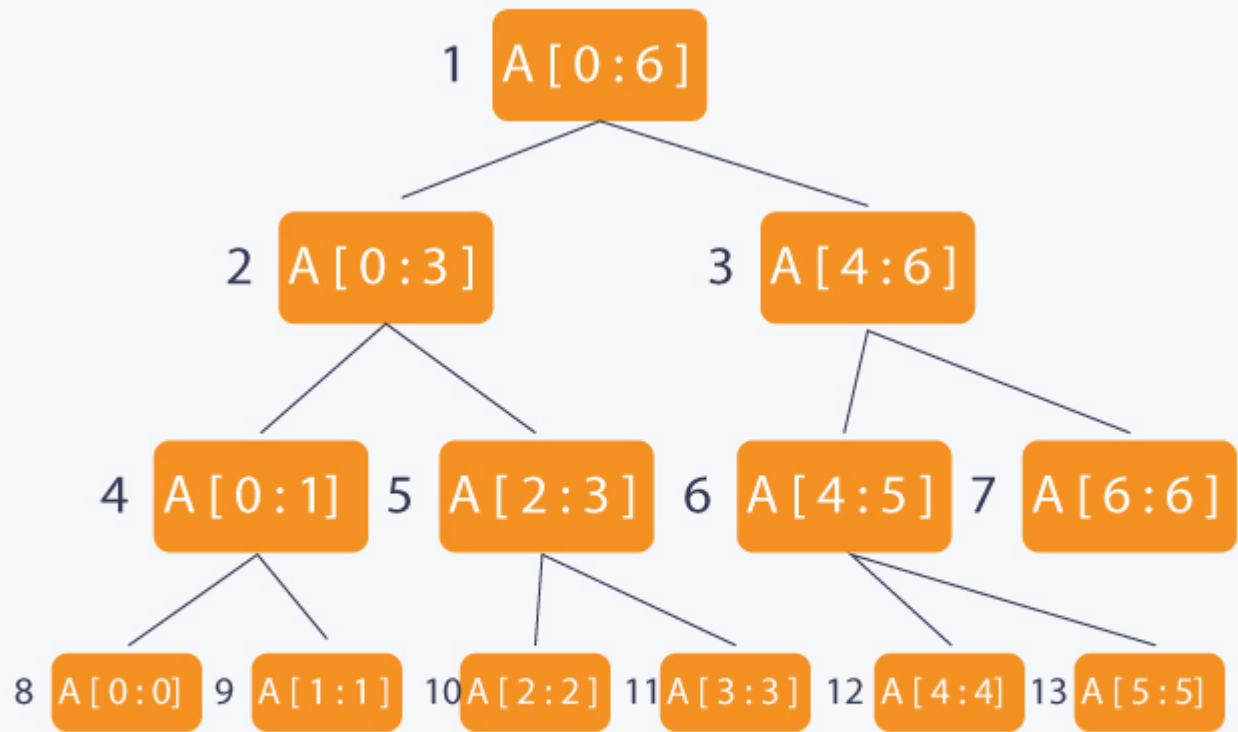 1 A [ 0 : 6 ]
2 A [ 0 : 3 ] 3 A [ 4 : 6 ]
4 A [ 0 : 1] 5 A [ 2 : 3 ] 6 A [ 4 : 5 ] 7 A [ 6 : 6 ]
8 A [ 0 : 0] 9 A [ 1 : 1 ] 10 A [ 2 : 2 ] 11 A [ 3 : 3 ] 12 A [ 4 : 4] 13 A [ 5 : 5]